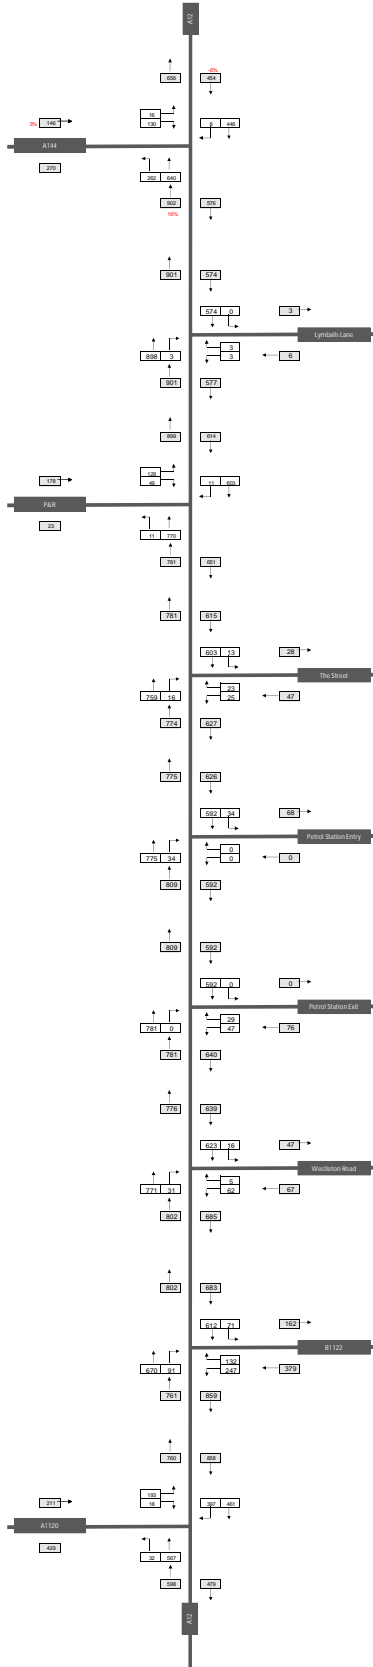 A12
-6%
656 454
16
3% 146 130 8 446
A144
270 262 640
902 576
16%
901 574
574 0 3
Lymballs Lane
3
898 3 3 6
901 577
899 614
129
178 49 11 603
P&R
23 11 770
781 651
781 615
603 13 28
The Street
23
759 16 25 47
774 627
775 626
592 34 68
Petrol Station Entry
0
775 34 0 0
809 592
809 592
592 0 0
Petrol Station Exit
29
781 0 47 76
781 640
776 639
623 16 47
Westleton Road
5
771 31 62 67
802 685
802 683
612 71 162
B1122
132
670 91 247 379
761 859
760 858
193
211 18 397 461
A1120
429 32 567
598 479
A12